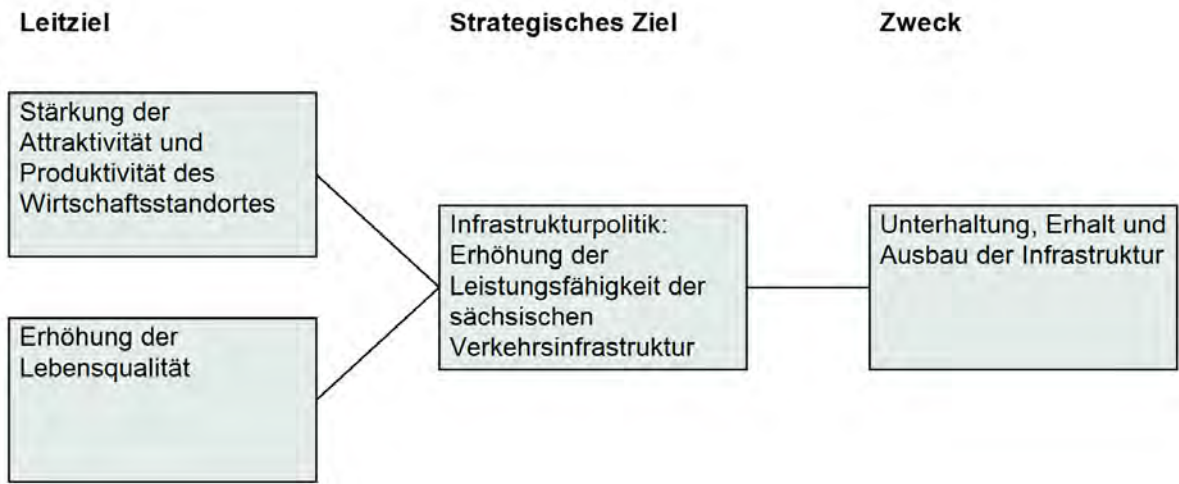 Leitziel
Strategisches Ziel
Zweck
Stärkung der
Attraktivität und
Produktivität des
Wirtschaftsstandortes
Erhöhung der
Lebensqualität
Infrastrukturpolitik:
Erhöhung der
Leistungsfähigkeit der
sächsischen
Verkehrsinfrastruktur
Unterhaltung, Erhalt und
Ausbau der Infrastruktur